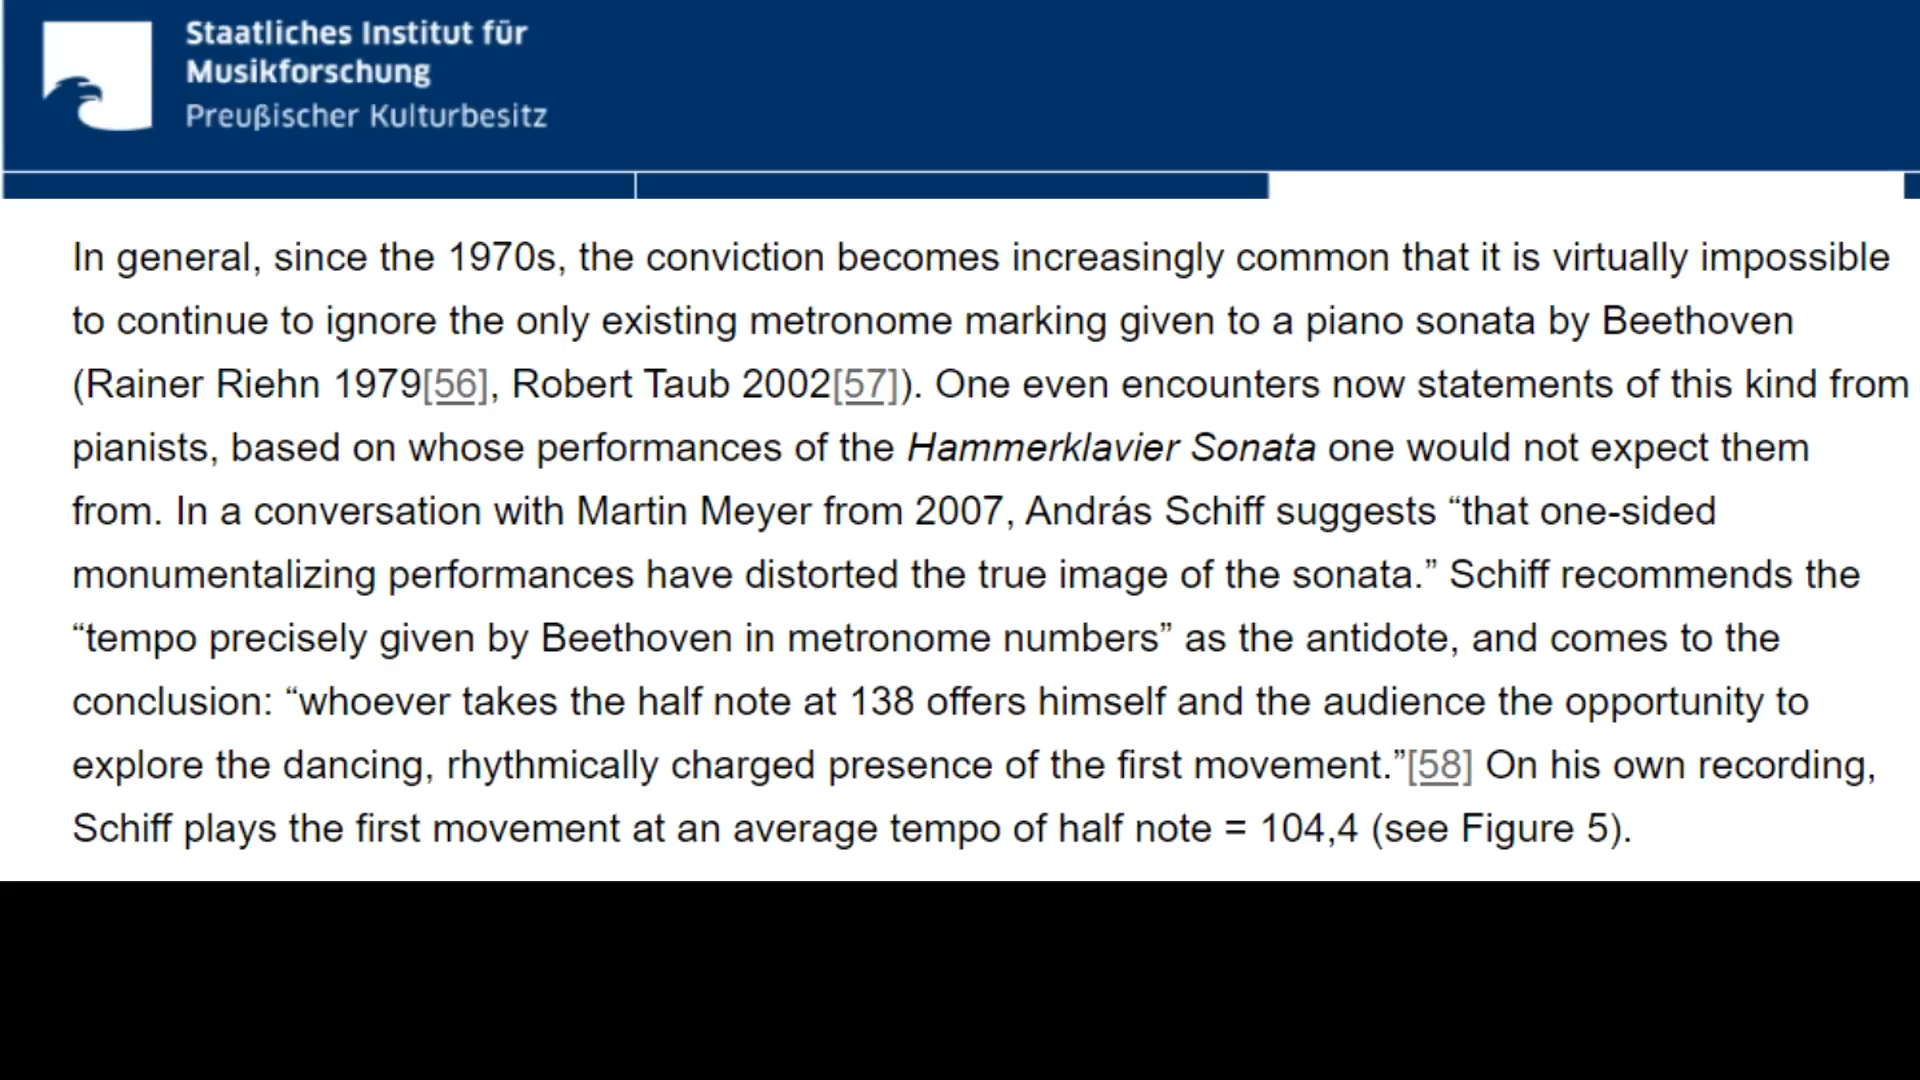 Staatliches Institut für
Musikforschung
Preußischer Kulturbesitz
In general, since the 1970s, the conviction becomes increasingly common that it is virtually impossible
to continue to ignore the only existing metronome marking given to a piano sonata by Beethoven
(Rainer Riehn 1979[56], Robert Taub 2002[57]). One even encounters now statements of this kind from
pianists, based on whose performances of the Hammerklavier Sonata one would not expect them
from. In a conversation with Martin Meyer from 2007, András Schiff suggests “that one-sided
monumentalizing performances have distorted the true image of the sonata.” Schiff recommends the
“tempo precisely given by Beethoven in metronome numbers” as the antidote, and comes to the
conclusion: “whoever takes the half note at 138 offers himself and the audience the opportunity to
explore the dancing, rhythmically charged presence of the first movement.”[58] On his own recording,
Schiff plays the first movement at an average tempo of half note = 104,4 (see Figure 5).